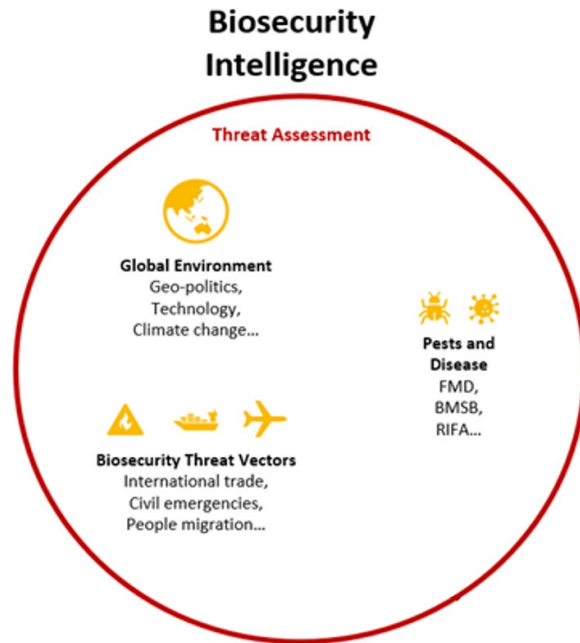 Biosecurity
Intelligence
Threat Assessment
Global Environment
Geo-politics,
Technology,
Climate change...
Pests and
Disease
FMD,
BMSB,
RIFA...
Biosecurity Threat Vectors
International trade,
Civil emergencies,
People migration...